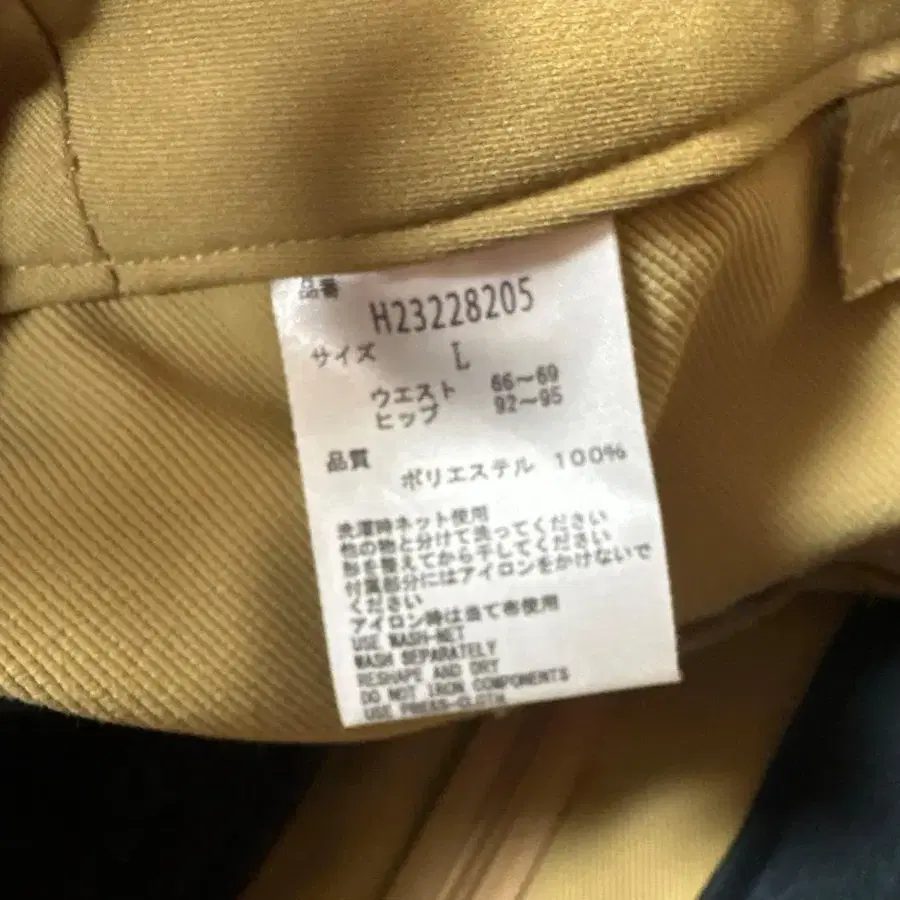 品番
H23228205
サイズ L
ウエスト 66〜69
ヒップ 92〜95
品質
ポリエステル 100%
洗濯時ネット使用
他の物と分けて洗ってください
形を整えてから干してください
付属部分にはアイロンをかけないで
ください
アイロン時は当て布使用
USE WASH-NET
WASH SEPARATELY
RESHAPE AND DRY
DO NOT IRON COMPONENTS
USE PRESS-CLOTH